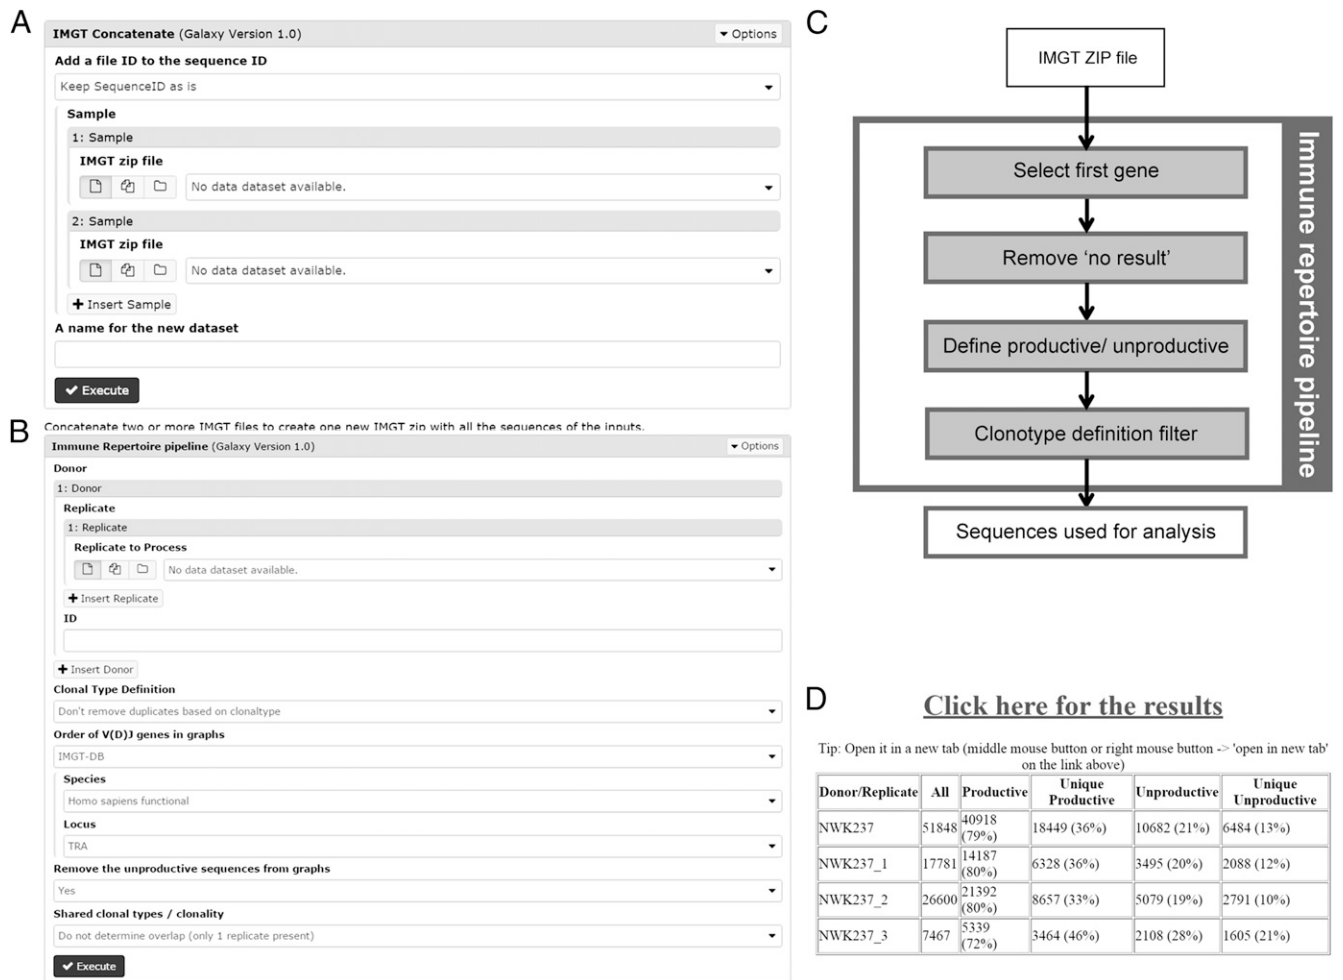 A
IMGT Concatenate (Galaxy Version 1.0)
Options
Add a file ID to the sequence ID
Keep SequenceID as is
Sample
1: Sample
IMGT zip file
No data dataset available.
2: Sample
IMGT zip file
No data dataset available.
Insert Sample
A name for the new dataset
Execute
Concatenate two or more IMGT files to create one new IMGT zip with all the sequences of the inputs.
B
Immune Repertoire pipeline (Galaxy Version 1.0)
Options
Donor
1: Donor
Replicate
1: Replicate
Replicate to Process
No data dataset available.
Insert Replicate
ID
Insert Donor
Clonal Type Definition
Don't remove duplicates based on clonaltype
Order of V(D)J genes in graphs
IMGT-DB
Species
Homo sapiens functional
Locus
TRA
Remove the unproductive sequences from graphs
Yes
Shared clonal types / clonality
Do not determine overlap (only 1 replicate present)
Execute
C
IMGT ZIP file
Select first gene
Remove ‘no result’
Define productive/ unproductive
Clonotype definition filter
Sequences used for analysis
Immune repertoire pipeline
D
Click here for the results
Tip: Open it in a new tab (middle mouse button or right mouse button -> 'open in new tab'
on the link above)
Donor/Replicate All Productive Unique Productive Unproductive Unique Unproductive
NWK237 51848 40918 (79%) 18449 (36%) 10682 (21%) 6484 (13%)
NWK237_1 17781 14187 (80%) 6328 (36%) 3495 (20%) 2088 (12%)
NWK237_2 26600 21392 (80%) 8657 (33%) 5079 (19%) 2791 (10%)
NWK237_3 7467 5339 (72%) 3464 (46%) 2108 (28%) 1605 (21%)